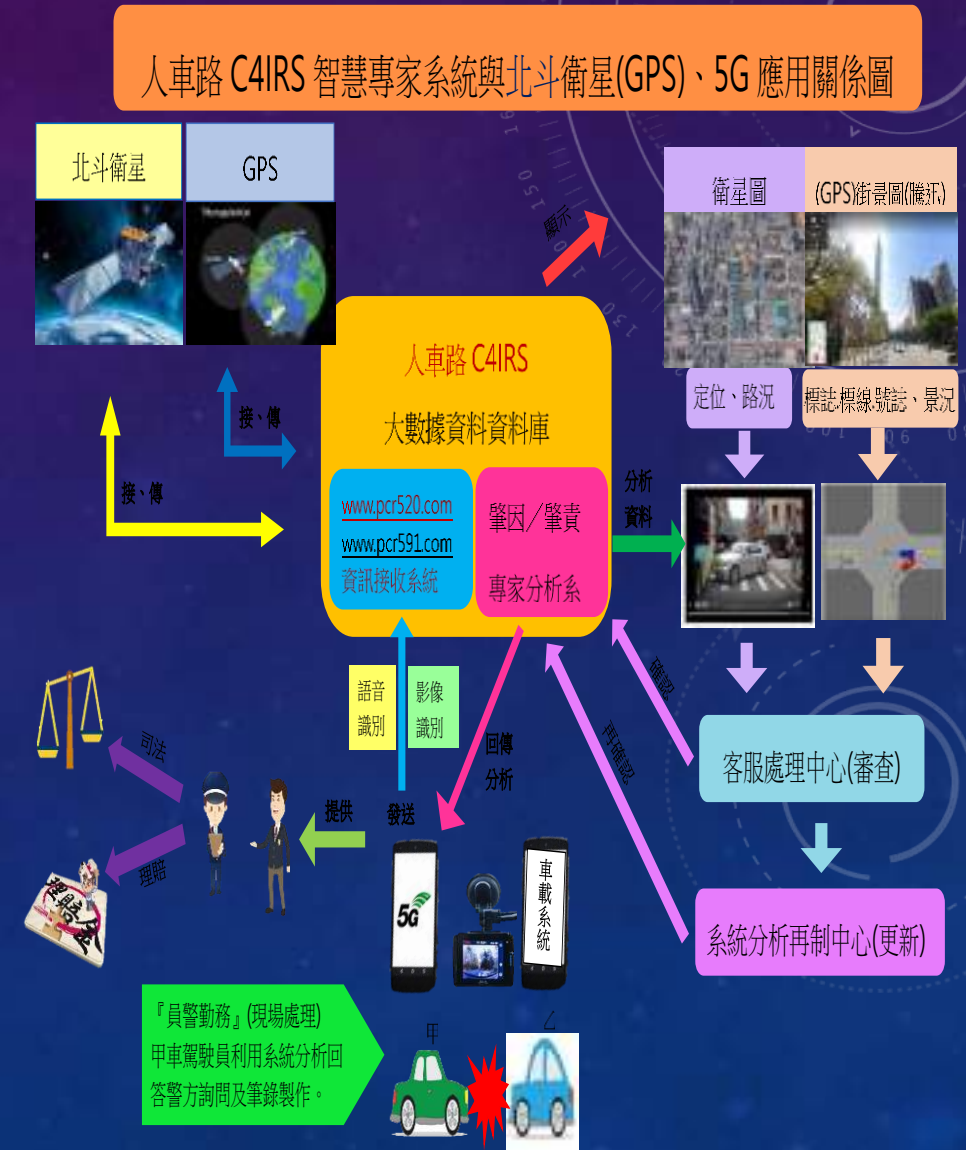 人車路 C4IRS 智慧專家系統與北斗衛星(GPS)、5G 應用關係圖
北斗衛星
GPS
顯示
衛星圖
(GPS)街景圖(騰訊)
人車路 C4IRS
大數據資料資料庫
www.pcr520.com
www.pcr591.com
資訊接收系統
肇因/肇責
專家分析系
接、傳
接、傳
定位、路況
標誌.標線.號誌、景況
分析
資料
確認
再確認
客服處理中心(審查)
系統分析再制中心(更新)
語音
識別
影像
識別
回傳
分析
發送
提供
司法
理賠
理賠金
5G
車載系統
『員警勤務』(現場處理)
甲車駕駛員利用系統分析回
答警方詢問及筆錄製作。
甲
乙